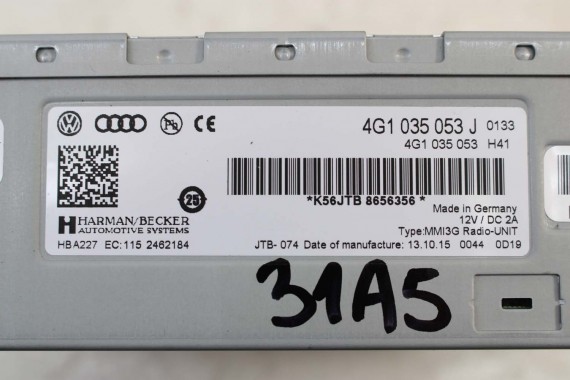 4G1 035 053 J 0133
4G1 035 053 H41
*K56JTB 8656356*
25
Made in Germany
12V / DC 2A
Type:MMI3G Radio-UNIT
HARMAN/BECKER
AUTOMOTIVE SYSTEMS
HBA227 EC:115 2462184
JTB- 074 Date of manufacture: 13.10.15 0044 0D19
31A5